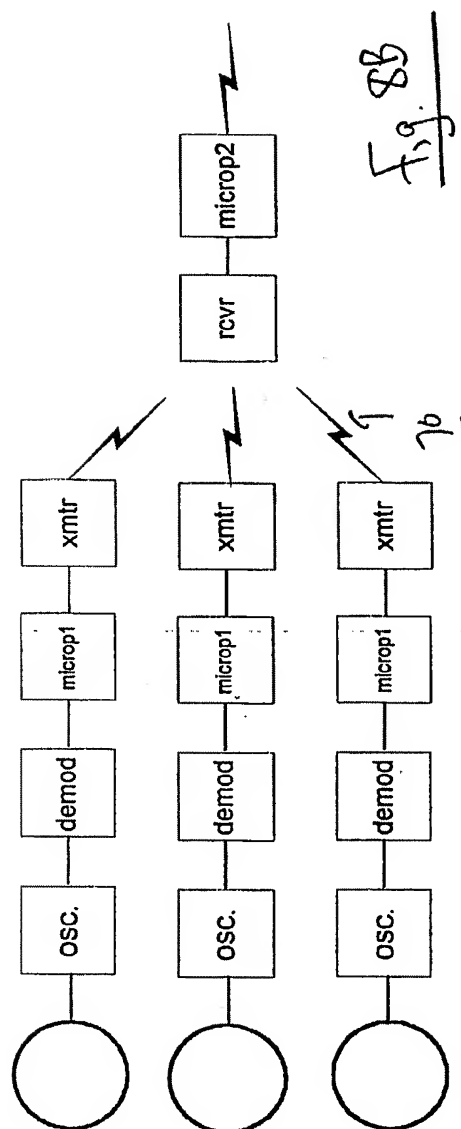 osc.
demod
microp1
xmtr
osc.
demod
microp1
xmtr
rcvr
microp2
osc.
demod
microp1
xmtr
Fig. 8B